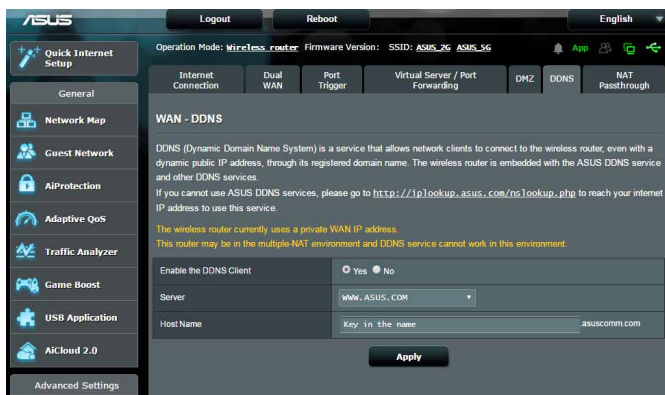 ASUS
Logout
Reboot
English
Quick Internet Setup
Operation Mode: Wireless router Firmware Version: SSID: ASUS_2G ASUS_5G
App
General
Network Map
Guest Network
AiProtection
Adaptive QoS
Traffic Analyzer
Game Boost
USB Application
AiCloud 2.0
Advanced Settings
Internet Connection
Dual WAN
Port Trigger
Virtual Server / Port Forwarding
DMZ
DDNS
NAT Passthrough
WAN - DDNS
DDNS (Dynamic Domain Name System) is a service that allows network clients to connect to the wireless router, even with a
dynamic public IP address, through its registered domain name. The wireless router is embedded with the ASUS DDNS service
and other DDNS services.
If you cannot use ASUS DDNS services, please go to http://iplookup.asus.com/nslookup.php to reach your internet
IP address to use this service.
The wireless router currently uses a private WAN IP address.
This router may be in the multiple-NAT environment and DDNS service cannot work in this environment.
Enable the DDNS Client
Yes No
Server
WWW.ASUS.COM
Host Name
Key in the name
.asuscomm.com
Apply